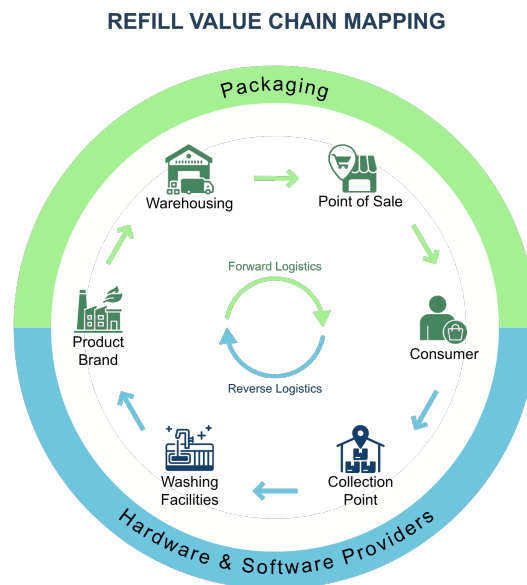 REFILL VALUE CHAIN MAPPING
Packaging
Warehousing
Point of Sale
Forward Logistics
Product
Brand
Consumer
Reverse Logistics
Washing
Facilities
Collection
Point
Hardware & Software Providers